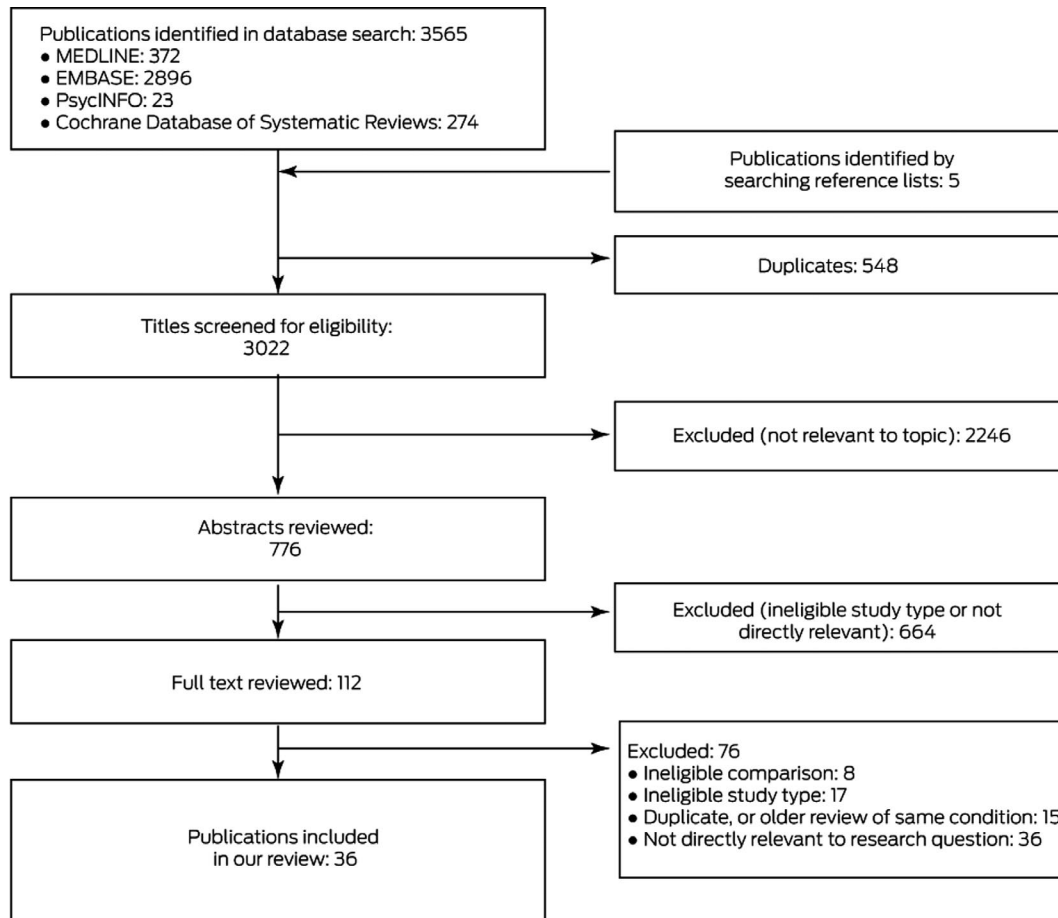 Publications identified in database search: 3565
● MEDLINE: 372
● EMBASE: 2896
● PsycINFO: 23
● Cochrane Database of Systematic Reviews: 274
Publications identified by
searching reference lists: 5
Duplicates: 548
Titles screened for eligibility:
3022
Excluded (not relevant to topic): 2246
Abstracts reviewed:
776
Excluded (ineligible study type or not
directly relevant): 664
Full text reviewed: 112
Excluded: 76
● Ineligible comparison: 8
● Ineligible study type: 17
● Duplicate, or older review of same condition: 15
● Not directly relevant to research question: 36
Publications included
in our review: 36